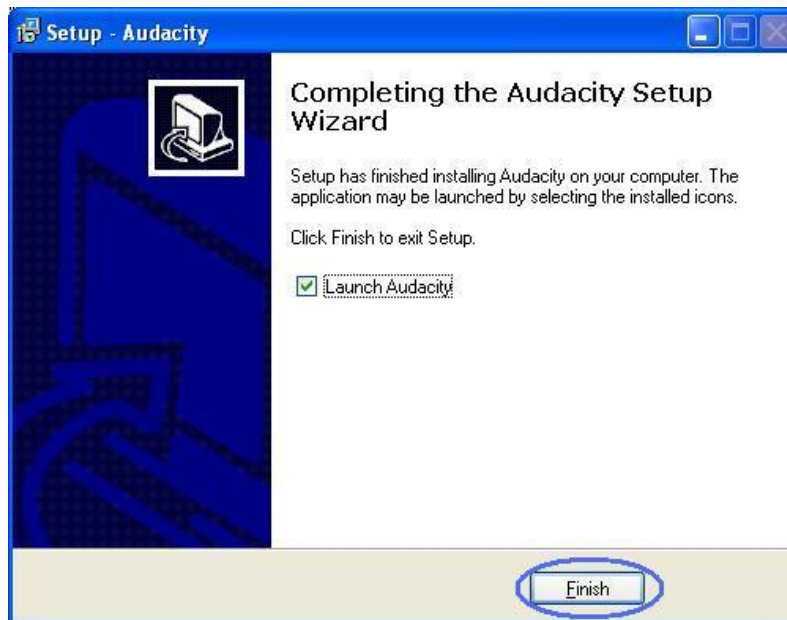 Setup - Audacity
Completing the Audacity Setup
Wizard
Setup has finished installing Audacity on your computer. The
application may be launched by selecting the installed icons.
Click Finish to exit Setup.
Launch Audacity
Finish